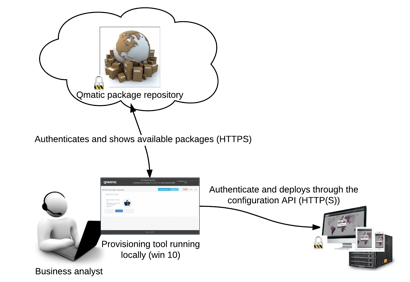 Qmatic package repository
Authenticates and shows available packages (HTTPS)
Authenticate and deploys through the
configuration API (HTTP(S))
Provisioning tool running
locally (win 10)
Business analyst